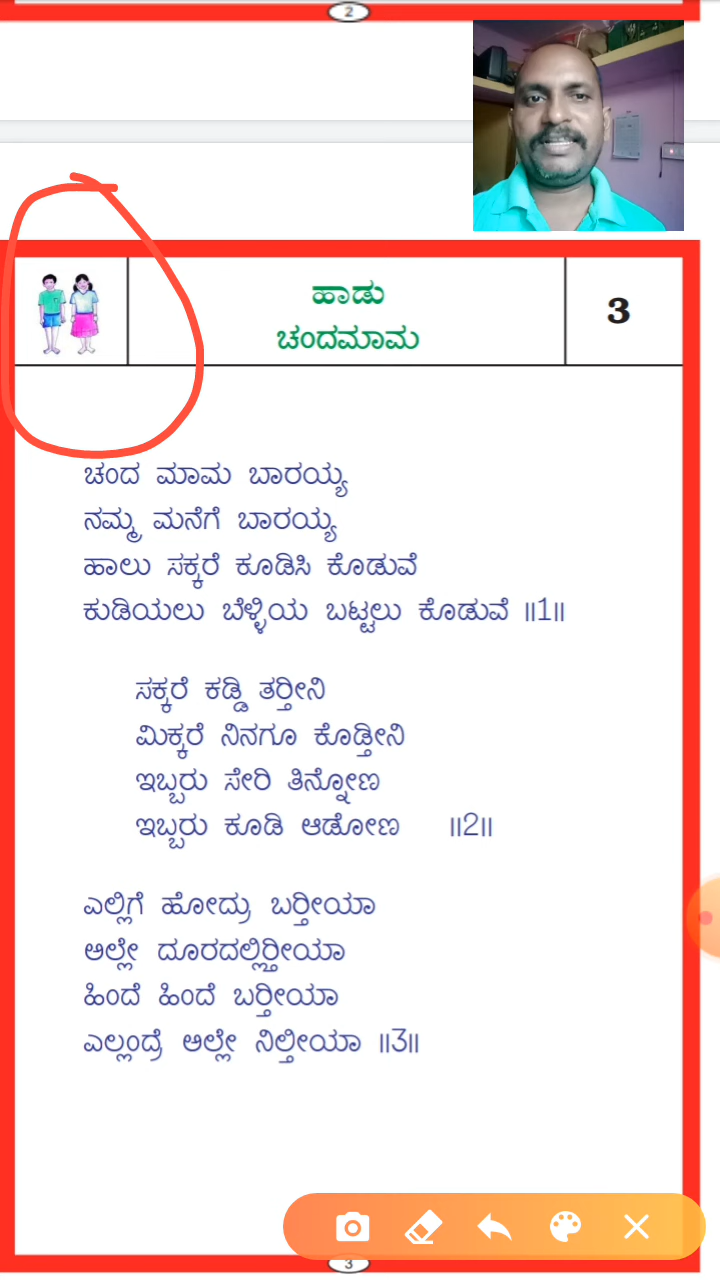 2
ಹಾಡು
ಚಂದಮಾಮ
3
ಚಂದ ಮಾಮ ಬಾರಯ್ಯ
ನಮ್ಮ ಮನೆಗೆ ಬಾರಯ್ಯ
ಹಾಲು ಸಕ್ಕರೆ ಕೂಡಿಸಿ ಕೊಡುವೆ
ಕುಡಿಯಲು ಬೆಳ್ಳಿಯ ಬಟ್ಟಲು ಕೊಡುವೆ ॥1॥
ಸಕ್ಕರೆ ಕಡ್ಡಿ ತರ್‍ತೀನಿ
ಮಿಕ್ಕರೆ ನಿನಗೂ ಕೊಡ್ತೀನಿ
ಇಬ್ಬರು ಸೇರಿ ತಿನ್ನೋಣ
ಇಬ್ಬರು ಕೂಡಿ ಆಡೋಣ ॥2॥
ಎಲ್ಲಿಗೆ ಹೋದ್ರು ಬರ್‍ತೀಯಾ
ಅಲ್ಲೇ ದೂರದಲ್ಲಿರ್‍ತೀಯಾ
ಹಿಂದೆ ಹಿಂದೆ ಬರ್‍ತೀಯಾ
ಎಲ್ಲಂದ್ರೆ ಅಲ್ಲೇ ನಿಲ್ತೀಯಾ ॥3॥
3